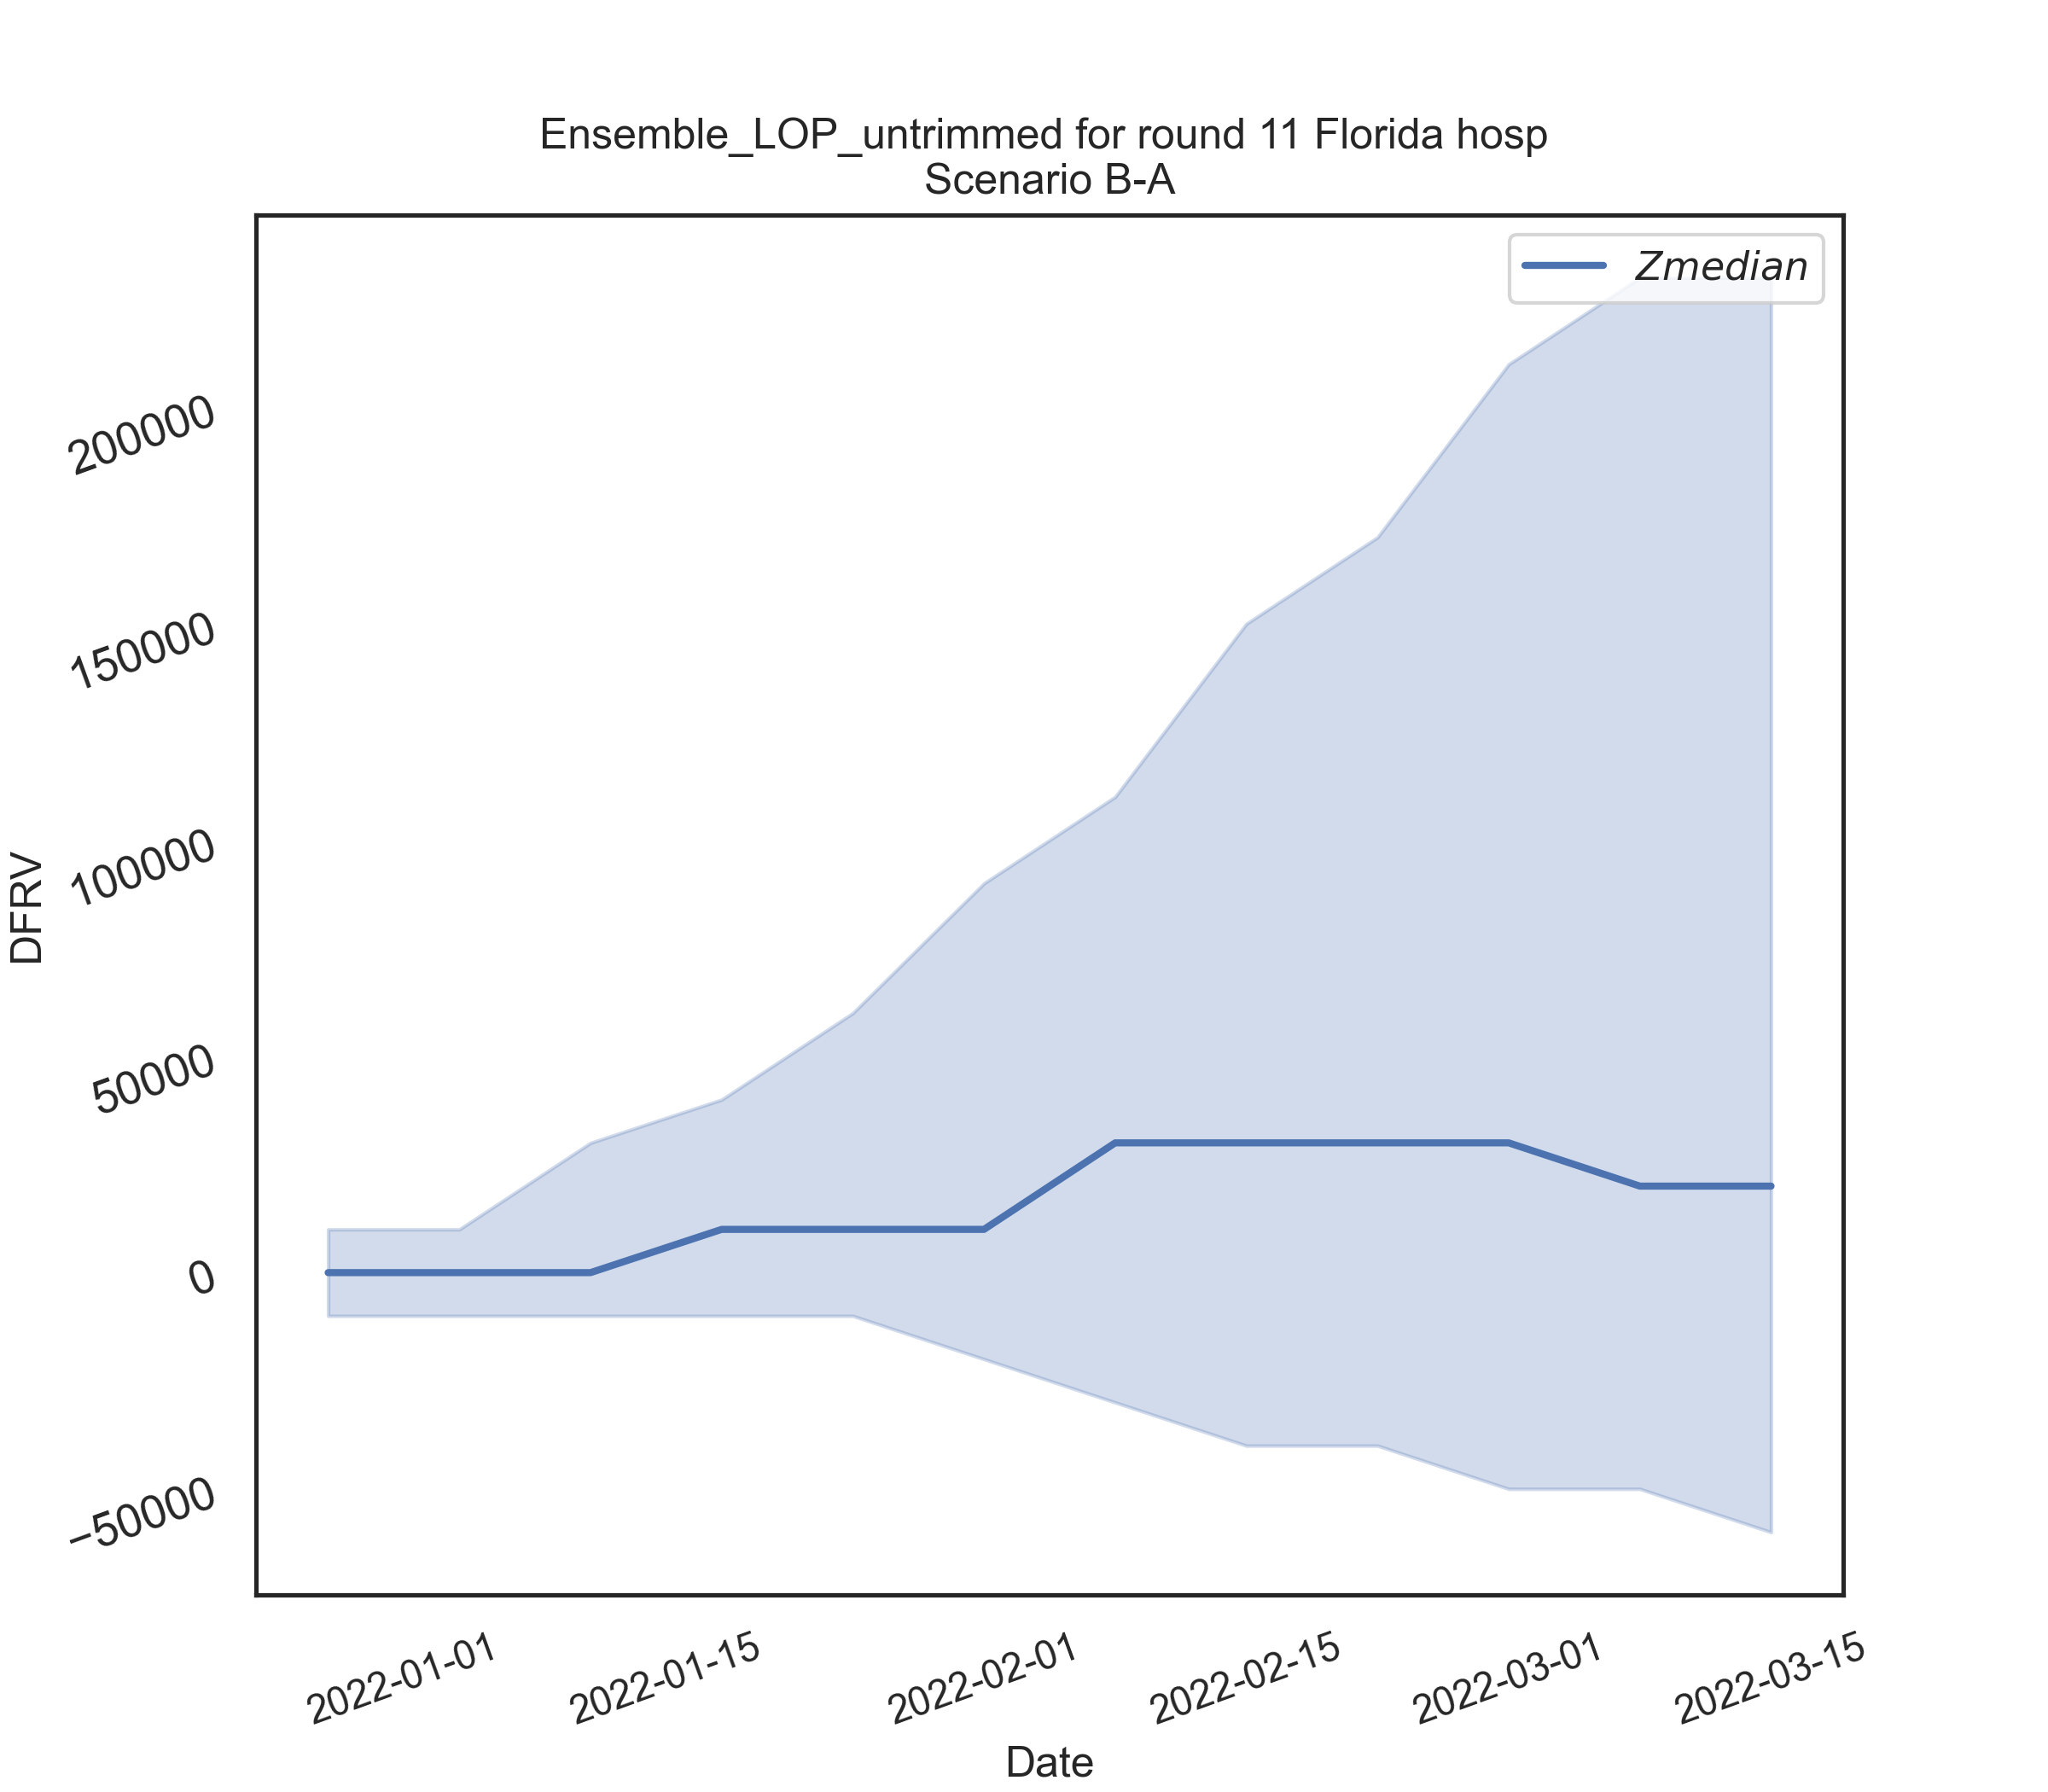 Ensemble_LOP_untrimmed for round 11 Florida hosp
Scenario B-A
Zmedian
200000
150000
100000
50000
0
−50000
DFRV
2022-01-01
2022-01-15
2022-02-01
2022-02-15
2022-03-01
2022-03-15
Date